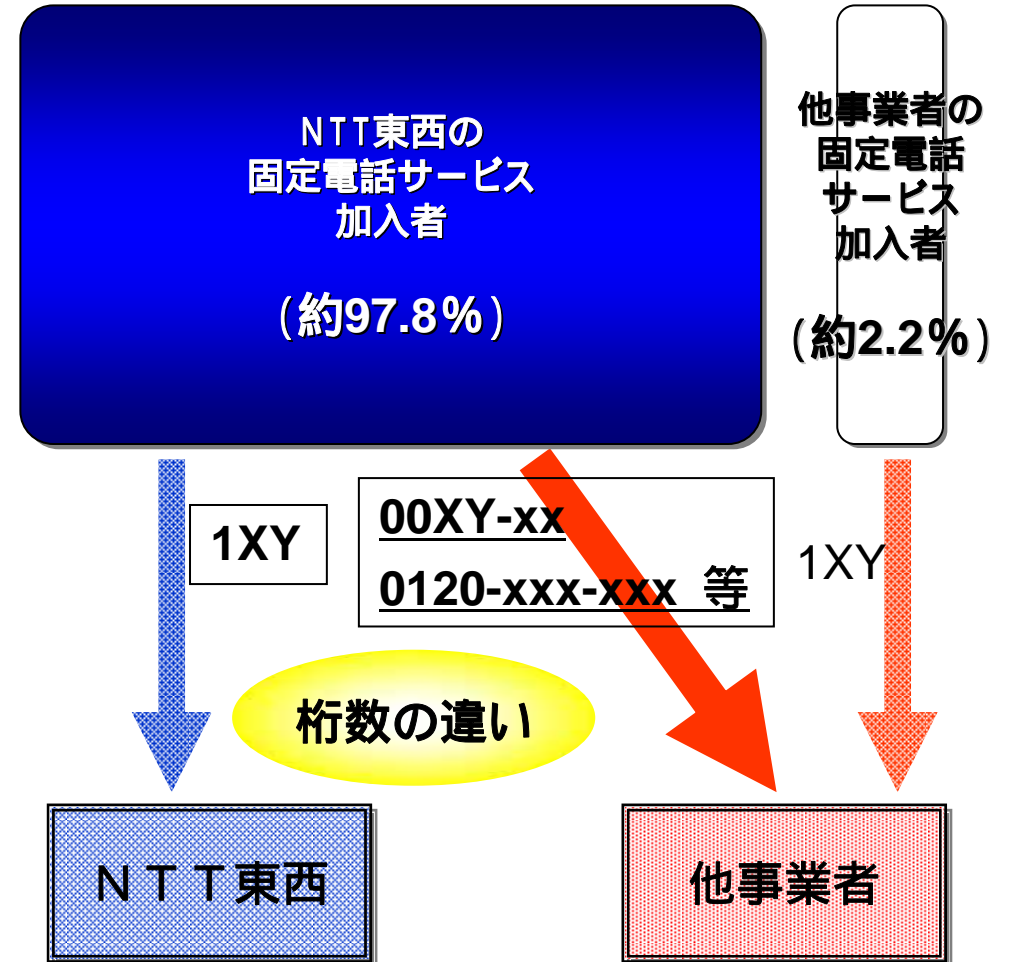 NTT東西の
固定電話サービス
加入者
(約97.8%)
他事業者の
固定電話
サービス
加入者
(約2.2%)
1XY
00XY-xx
0120-xxx-xxx 等
1XY
桁数の違い
NTT東西
他事業者